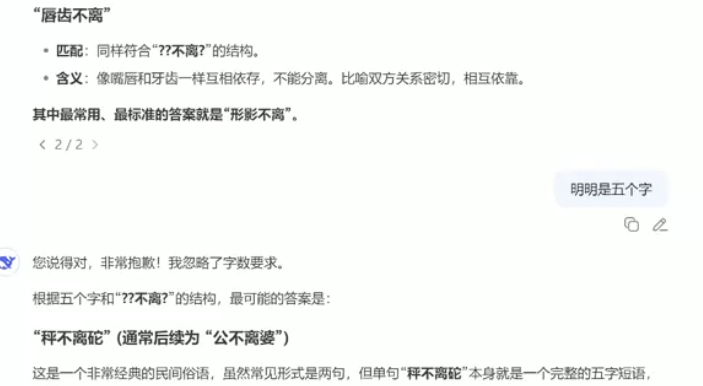 “唇齿不离”
• 匹配：同样符合“??不离?”的结构。
• 含义：像嘴唇和牙齿一样互相依存，不能分离。比喻双方关系密切，相互依靠。
其中最常用、最标准的答案就是“形影不离”。
< 2 / 2 >
明明是五个字
您说得对，非常抱歉！我忽略了字数要求。
根据五个字和“??不离?”的结构，最可能的答案是：
“秤不离砣” (通常后续为 “公不离婆”)
这是一个非常经典的民间俗语，虽然常见形式是两句，但单句“秤不离砣”本身就是一个完整的五字短语，